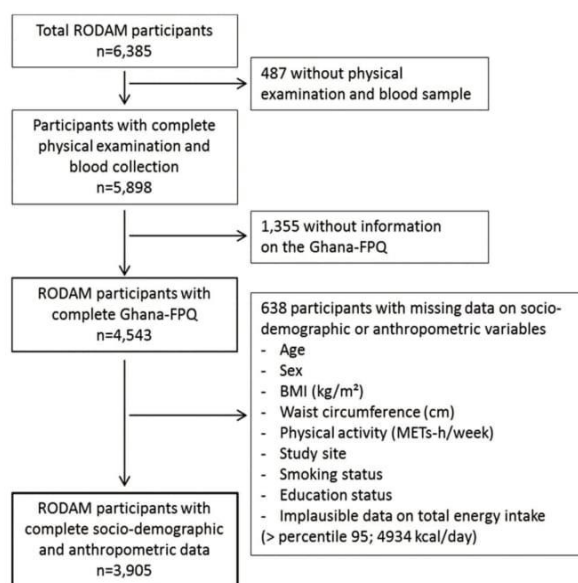 Total RODAM participants
n=6,385
487 without physical
examination and blood sample
Participants with complete
physical examination and
blood collection
n=5,898
1,355 without information
on the Ghana-FPQ
RODAM participants with
complete Ghana-FPQ
n=4,543
638 participants with missing data on socio-
demographic or anthropometric variables
- Age
- Sex
- BMI (kg/m²)
- Waist circumference (cm)
- Physical activity (METs-h/week)
- Study site
- Smoking status
- Education status
- Implausible data on total energy intake
(> percentile 95; 4934 kcal/day)
RODAM participants with
complete socio-demographic
and anthropometric data
n=3,905